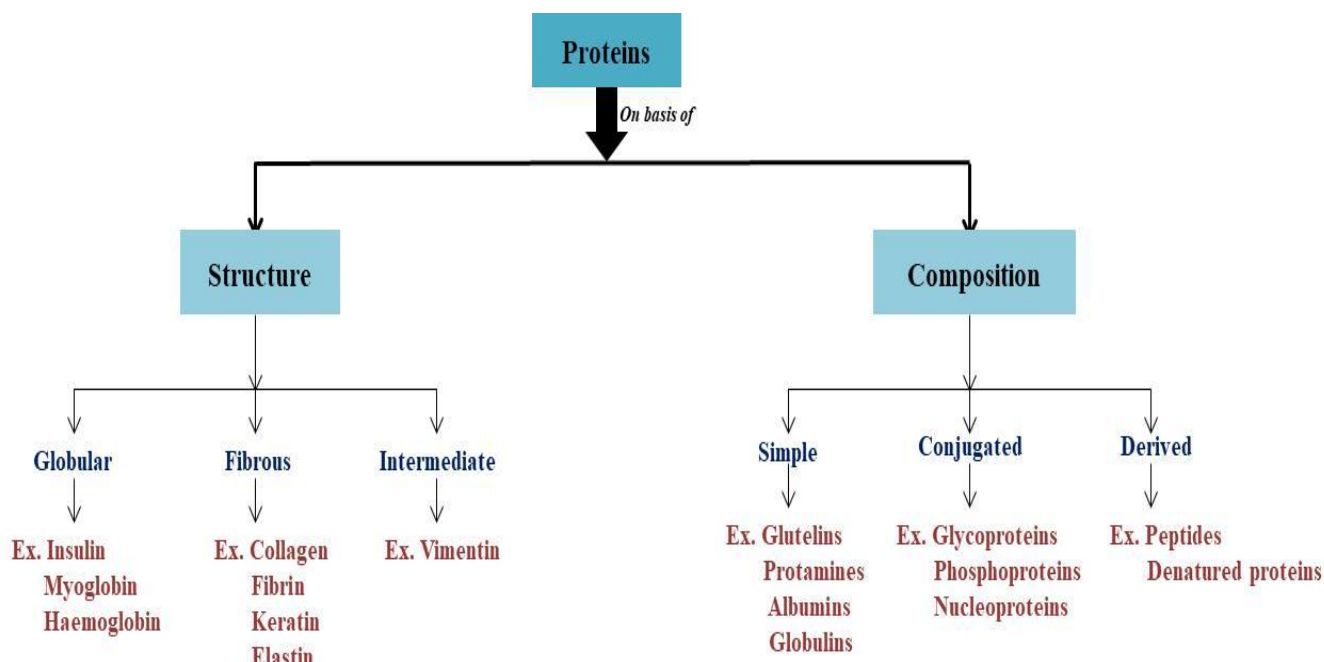 Proteins
On basis of
Structure
Composition
Globular
Fibrous
Intermediate
Simple
Conjugated
Derived
Ex. Insulin
Myoglobin
Haemoglobin
Ex. Collagen
Fibrin
Keratin
Elastin
Ex. Vimentin
Ex. Glutelins
Protamines
Albumins
Globulins
Ex. Glycoproteins
Phosphoproteins
Nucleoproteins
Ex. Peptides
Denatured proteins